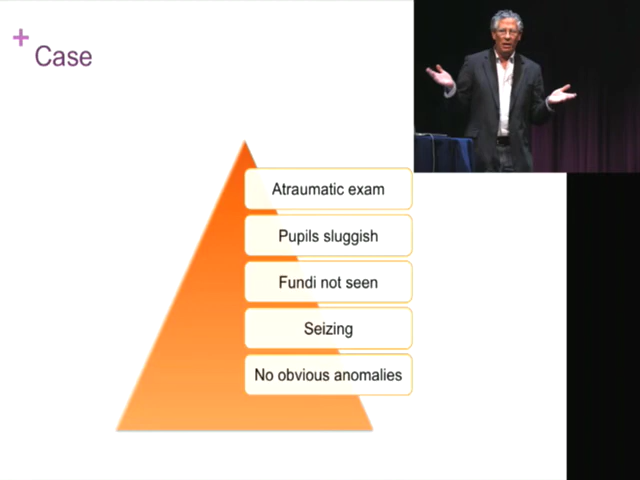 +
Case
Atraumatic exam
Pupils sluggish
Fundi not seen
Seizing
No obvious anomalies